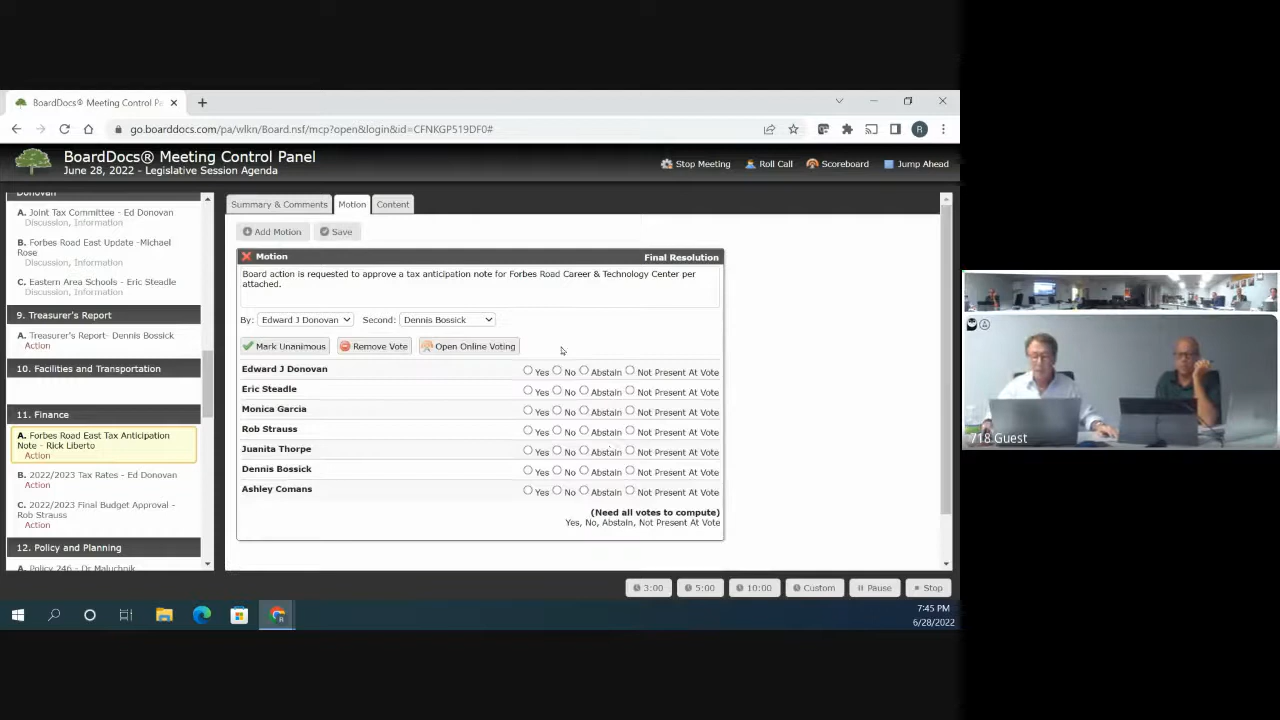 BoardDocs® Meeting Control Pa
go.boarddocs.com/pa/wlkn/Board.nsf/mcp?open&login&id=CFNKGP519DF0#
R
BoardDocs® Meeting Control Panel
June 28, 2022 - Legislative Session Agenda
Stop Meeting
Roll Call
Scoreboard
Jump Ahead
Donovan
A. Joint Tax Committee - Ed Donovan
Discussion, Information
B. Forbes Road East Update -Michael
Rose
Discussion, Information
C. Eastern Area Schools - Eric Steadle
Discussion, Information
9. Treasurer's Report
A. Treasurer's Report- Dennis Bossick
Action
10. Facilities and Transportation
11. Finance
A. Forbes Road East Tax Anticipation
Note - Rick Liberto
Action
B. 2022/2023 Tax Rates - Ed Donovan
Action
C. 2022/2023 Final Budget Approval -
Rob Strauss
Action
12. Policy and Planning
A. Policy 246 - Dr Maluchnik
Summary & Comments
Motion
Content
Add Motion
Save
Motion
Final Resolution
Board action is requested to approve a tax anticipation note for Forbes Road Career & Technology Center per
attached.
By: Edward J Donovan Second: Dennis Bossick
Mark Unanimous
Remove Vote
Open Online Voting
Edward J Donovan Yes No Abstain Not Present At Vote
Eric Steadle Yes No Abstain Not Present At Vote
Monica Garcia Yes No Abstain Not Present At Vote
Rob Strauss Yes No Abstain Not Present At Vote
Juanita Thorpe Yes No Abstain Not Present At Vote
Dennis Bossick Yes No Abstain Not Present At Vote
Ashley Comans Yes No Abstain Not Present At Vote
(Need all votes to compute)
Yes, No, Abstain, Not Present At Vote
3:00
5:00
10:00
Custom
Pause
Stop
7:45 PM
6/28/2022
718 Guest